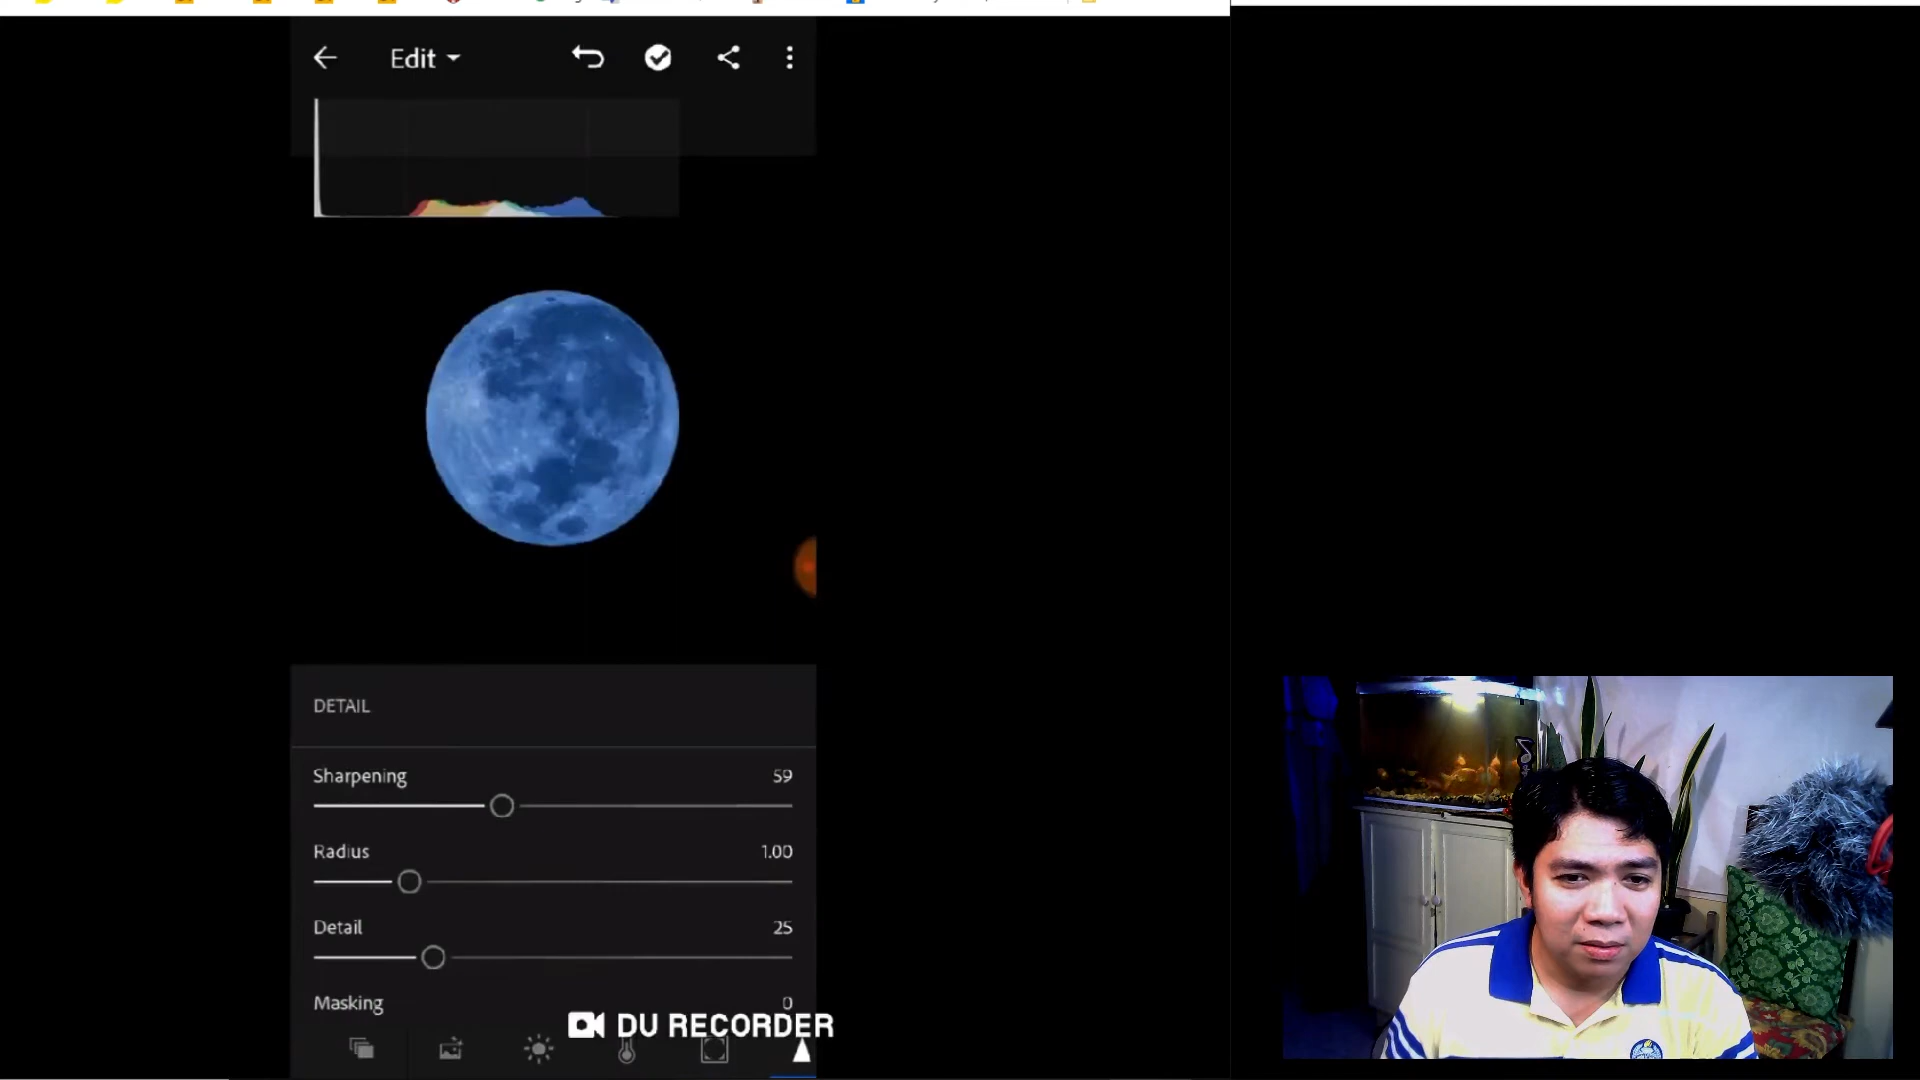 Edit
DETAIL
Sharpening 59
Radius 1.00
Detail 25
Masking 0
DU RECORDER